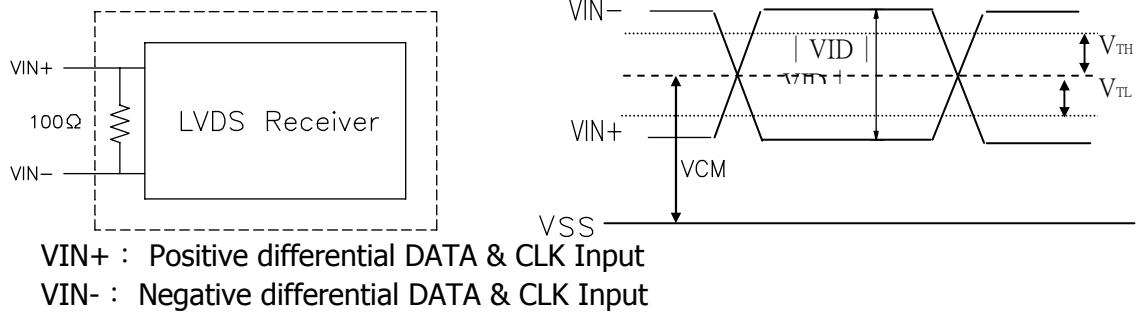 VIN+
100Ω
VIN−
LVDS Receiver
VIN−
| VID |
VTH
VTL
VIN+
VCM
VSS
VIN+ : Positive differential DATA & CLK Input
VIN- : Negative differential DATA & CLK Input